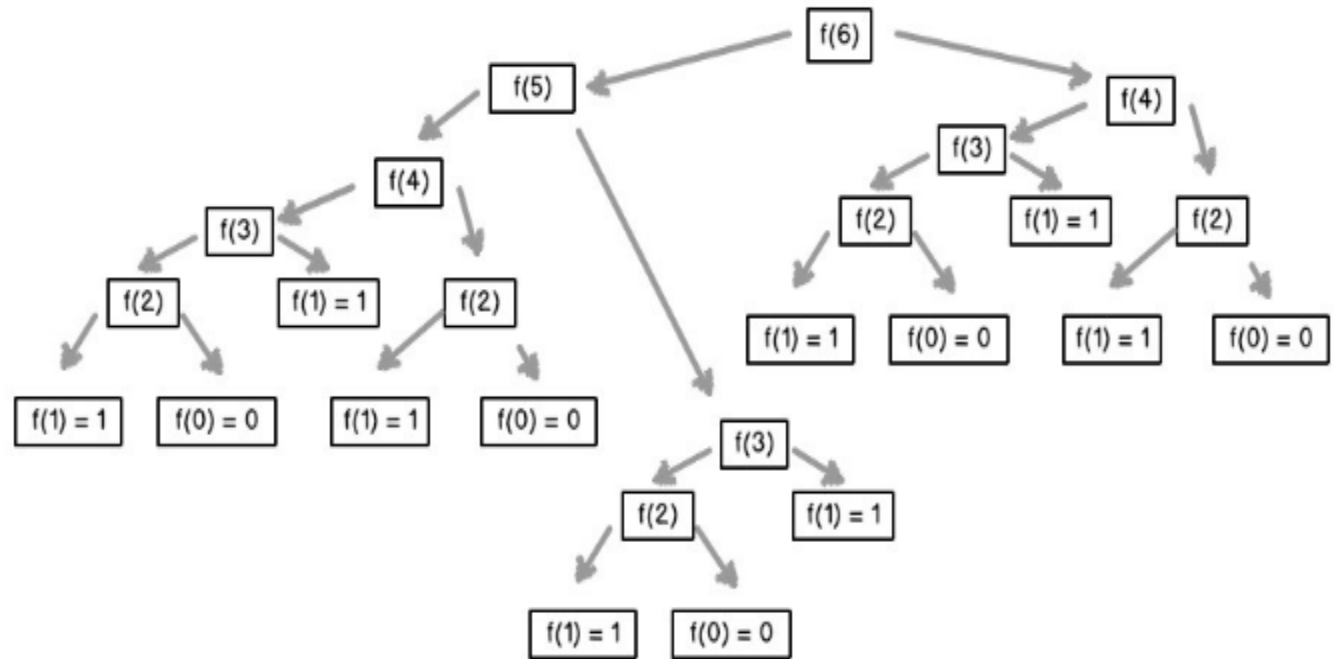 f(6)
f(5)
f(4)
f(3)
f(4)
f(2)
f(1) = 1
f(2)
f(3)
f(2)
f(1) = 1
f(2)
f(1) = 1
f(0) = 0
f(1) = 1
f(0) = 0
f(1) = 1
f(0) = 0
f(1) = 1
f(0) = 0
f(3)
f(2)
f(1) = 1
f(1) = 1
f(0) = 0